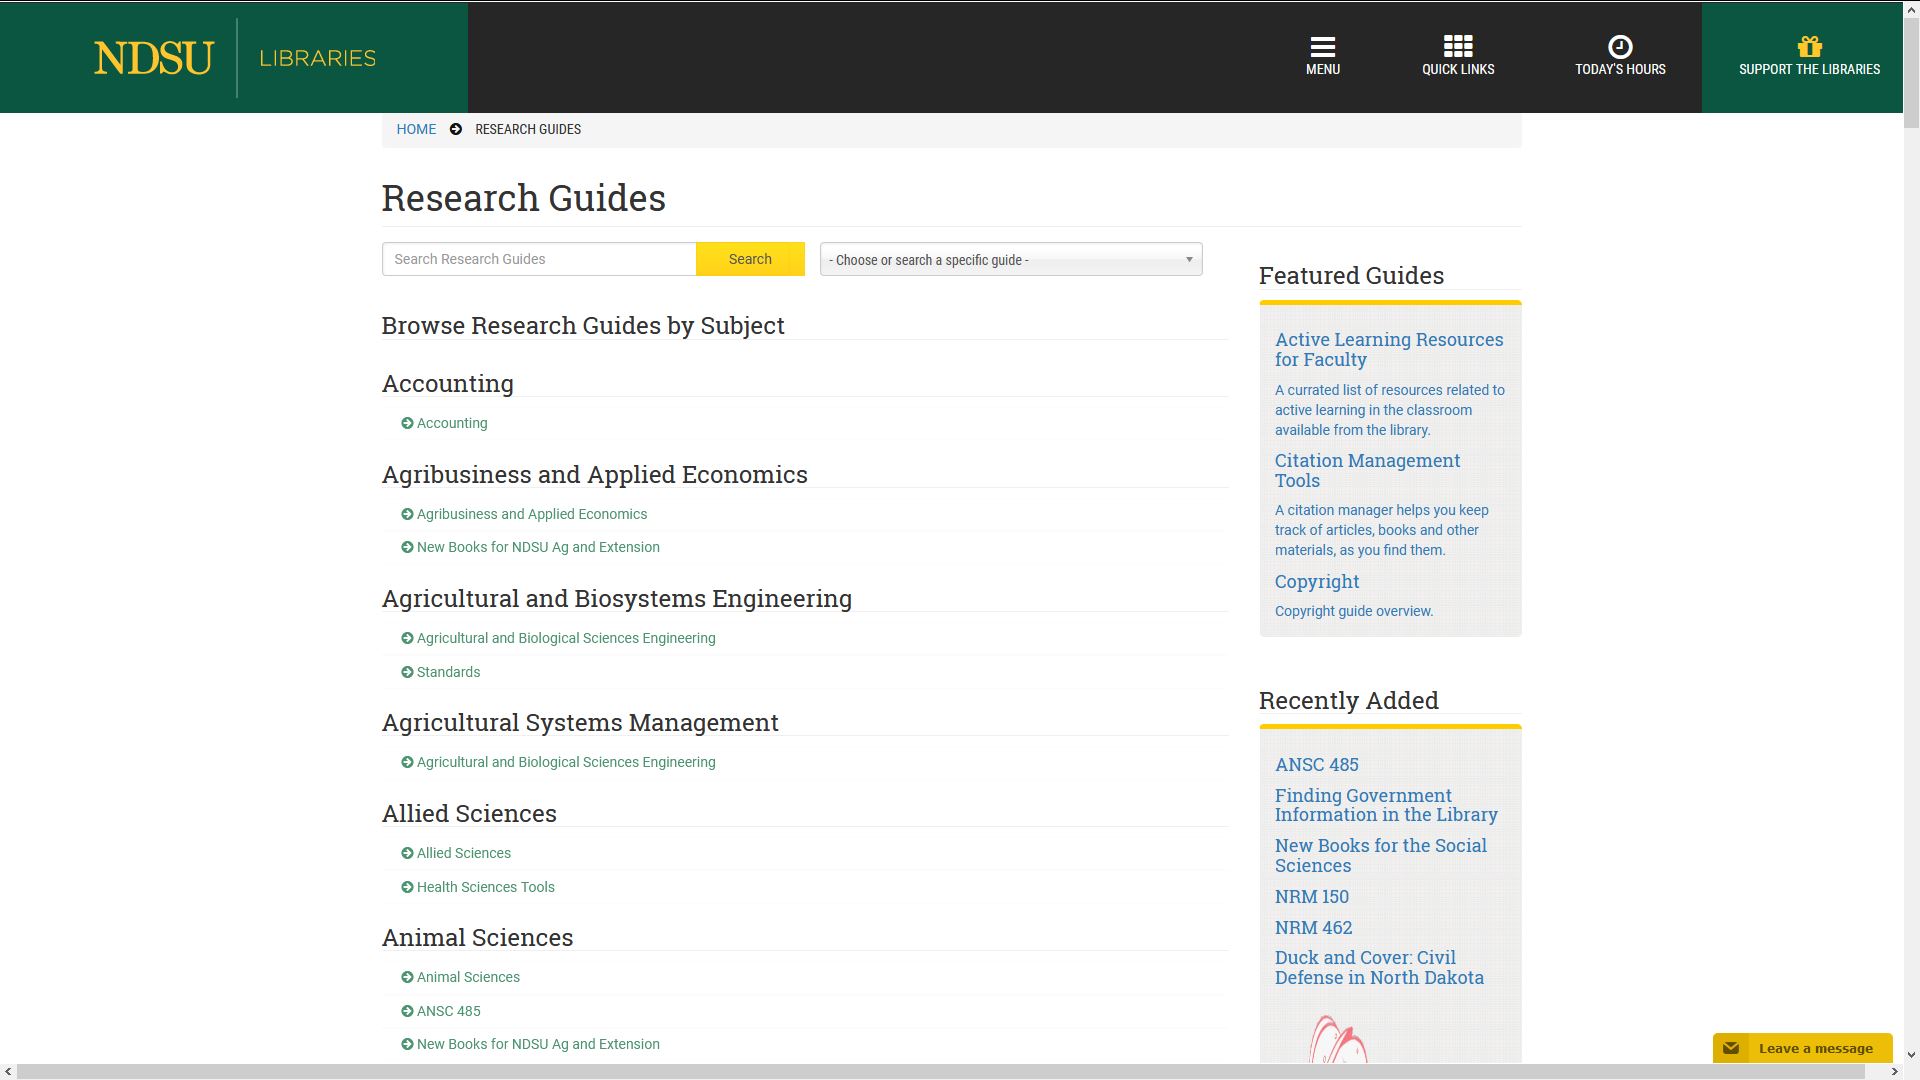 NDSU LIBRARIES
MENU
QUICK LINKS
TODAY'S HOURS
SUPPORT THE LIBRARIES
HOME RESEARCH GUIDES
Research Guides
Search Research Guides
Search
- Choose or search a specific guide -
Browse Research Guides by Subject
Accounting
Accounting
Agribusiness and Applied Economics
Agribusiness and Applied Economics
New Books for NDSU Ag and Extension
Agricultural and Biosystems Engineering
Agricultural and Biological Sciences Engineering
Standards
Agricultural Systems Management
Agricultural and Biological Sciences Engineering
Allied Sciences
Allied Sciences
Health Sciences Tools
Animal Sciences
Animal Sciences
ANSC 485
New Books for NDSU Ag and Extension
Featured Guides
Active Learning Resources
for Faculty
A currated list of resources related to
active learning in the classroom
available from the library.
Citation Management
Tools
A citation manager helps you keep
track of articles, books and other
materials, as you find them.
Copyright
Copyright guide overview.
Recently Added
ANSC 485
Finding Government
Information in the Library
New Books for the Social
Sciences
NRM 150
NRM 462
Duck and Cover: Civil
Defense in North Dakota
Leave a message